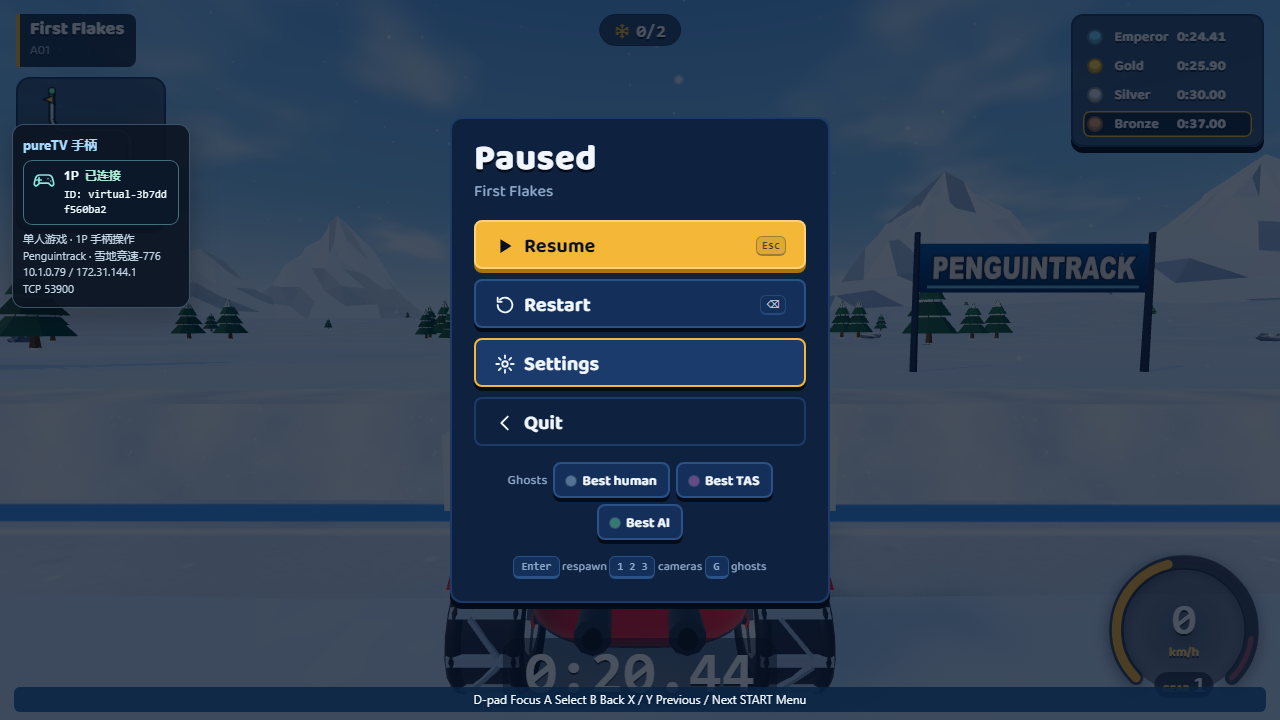 First Flakes
A01
0/2
Emperor 0:24.41
Gold 0:25.90
Silver 0:30.00
Bronze 0:37.00
pureTV 手柄
1P 已连接
ID: virtual-3b7dd
f560ba2
单人游戏 · 1P 手柄操作
Penguintrack · 雪地竞速-776
10.1.0.79 / 172.31.144.1
TCP 53900
Paused
First Flakes
Resume Esc
Restart ⌫
Settings
Quit
Ghosts Best human Best TAS
Best AI
Enter respawn 1 2 3 cameras G ghosts
PENGUINTRACK
0
km/h
1
0:20.44
D-pad Focus A Select B Back X / Y Previous / Next START Menu